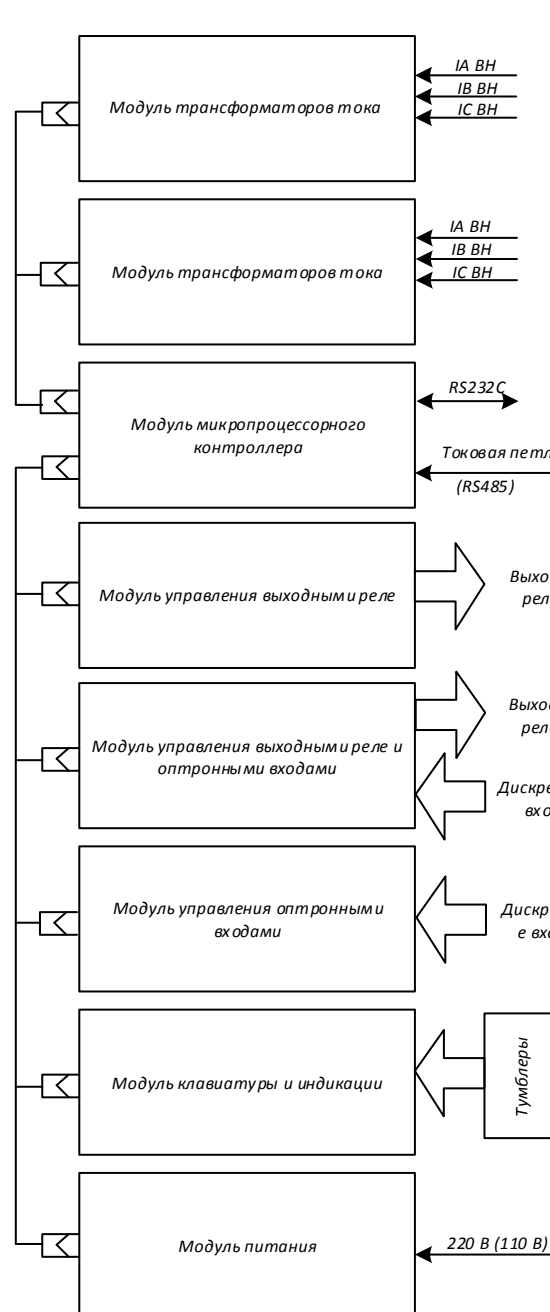 IA ВН
IB ВН
IC ВН
Модуль трансформаторов тока
IA ВН
IB ВН
IC ВН
Модуль трансформаторов тока
RS232C
Модуль микропроцессорного
контроллера
Токовая
(RS485)
Модуль управления выходными реле
Модуль управления выходными реле и
оптронными входами
Модуль управления оптронными
входами
е
Модуль клавиатуры и индикации
Тумблеры
Модуль питания
220 В (110 В)